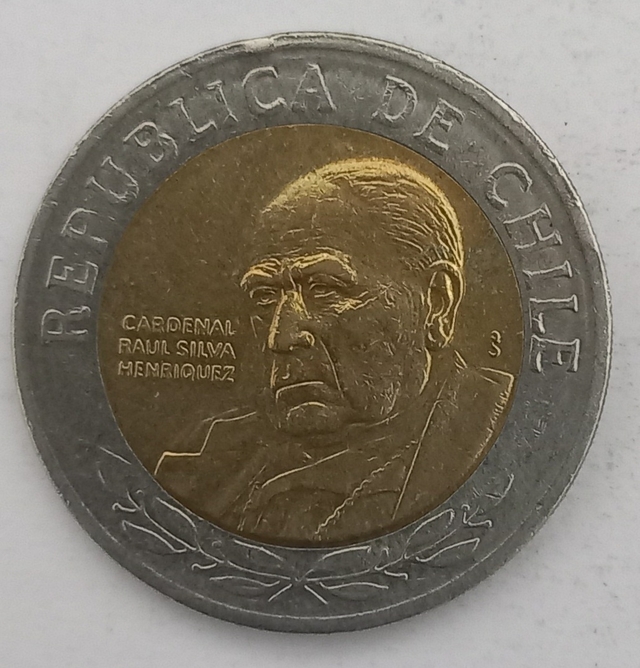 REPUBLICA DE CHILE
CARDENAL
RAUL SILVA
HENRIQUEZ